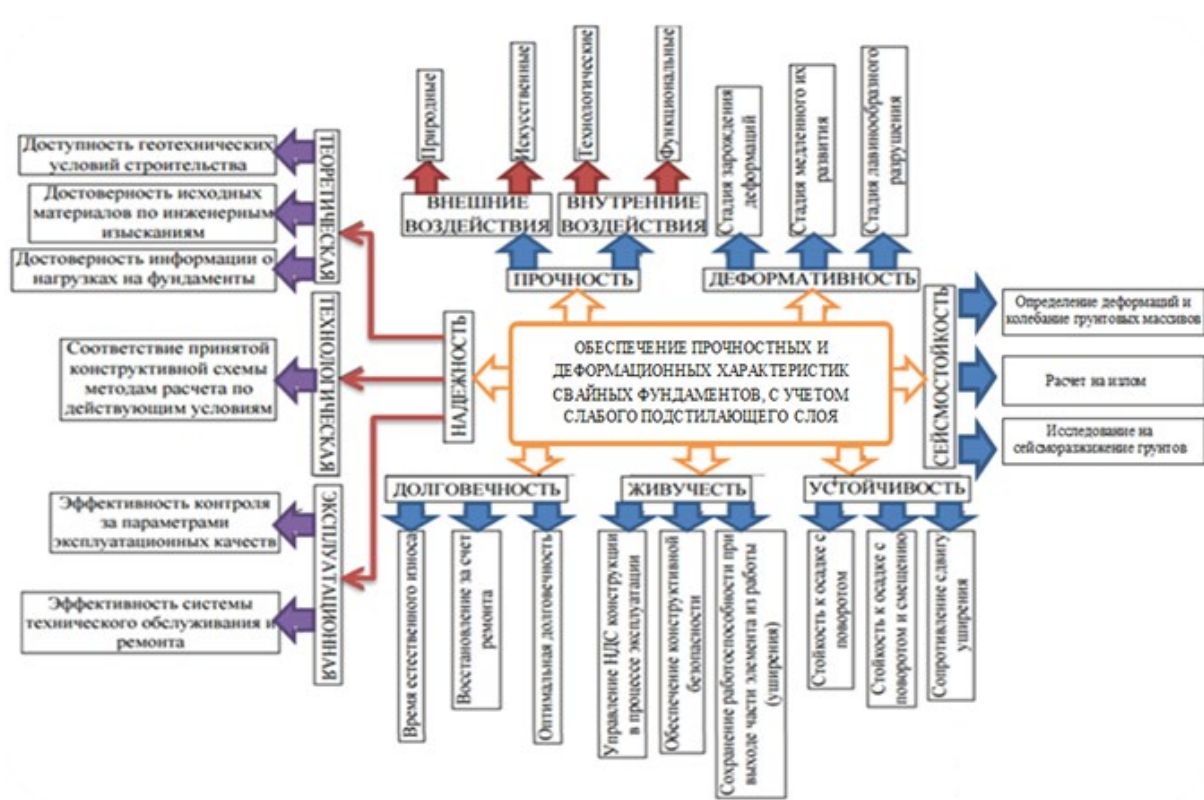 Природные
Искусственные
Технологические
Функциональные
Стадия зарождения
деформаций
Стадия медленного их
развития
Стадия лавинообразного
разрушения
ВНЕШНИЕ
ВОЗДЕЙСТВИЯ
ВНУТРЕННИЕ
ВОЗДЕЙСТВИЯ
ПРОЧНОСТЬ
ДЕФОРМАТИВНОСТЬ
Доступность геотехнических
условий строительства
Достоверность исходных
материалов по инженерным
изысканиям
Достоверность информации о
нагрузках на фундаменты
ТЕОРЕТИЧЕСКАЯ
Соответствие принятой
конструктивной схемы
методам расчета по
действующим условиям
ТЕХНОЛОГИЧЕСКАЯ
Эффективность контроля
за параметрами
эксплуатационных качеств
Эффективность системы
технического обслуживания и
ремонта
ЭКСПЛУАТАЦИОННАЯ
НАДЕЖНОСТЬ
ОБЕСПЕЧЕНИЕ ПРОЧНОСТНЫХ И
ДЕФОРМАЦИОННЫХ ХАРАКТЕРИСТИК
СВАЙНЫХ ФУНДАМЕНТОВ, С УЧЕТОМ
СЛАБОГО ПОДСТИЛАЮЩЕГО СЛОЯ
СЕЙСМОСТОЙКОСТЬ
Определение деформаций и
колебание грунтовых массивов
Расчет на излом
Исследование на
сейсморазжижение грунтов
ДОЛГОВЕЧНОСТЬ
ЖИВУЧЕСТЬ
УСТОЙЧИВОСТЬ
Время естественного износа
Восстановление за счет
ремонта
Оптимальная долговечность
Управление НДС конструкции
в процессе эксплуатации
Обеспечение конструктивной
безопасности
Сохранение работоспособности при
выходе части элемента из работы
(уширения)
Стойкость к осадке с
поворотом
Стойкость к осадке с
поворотом и смещению
Сопротивление сдвигу
уширения